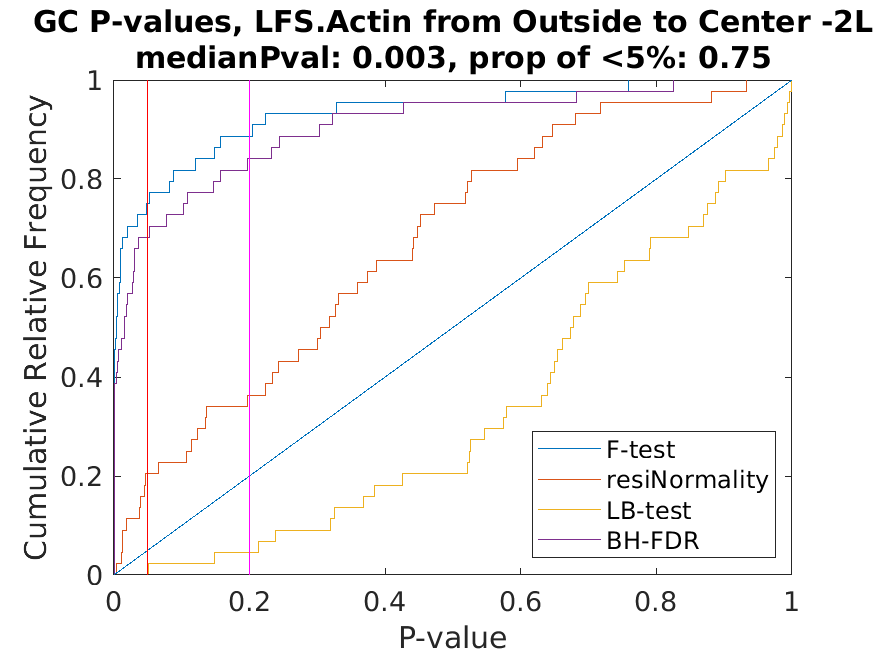 GC P-values, LFS.Actin from Outside to Center -2L
medianPval: 0.003, prop of <5%: 0.75
Cumulative Relative Frequency
1
0.8
0.6
0.4
0.2
0
0
0.2
0.4
0.6
0.8
1
P-value
F-test
resiNormality
LB-test
BH-FDR